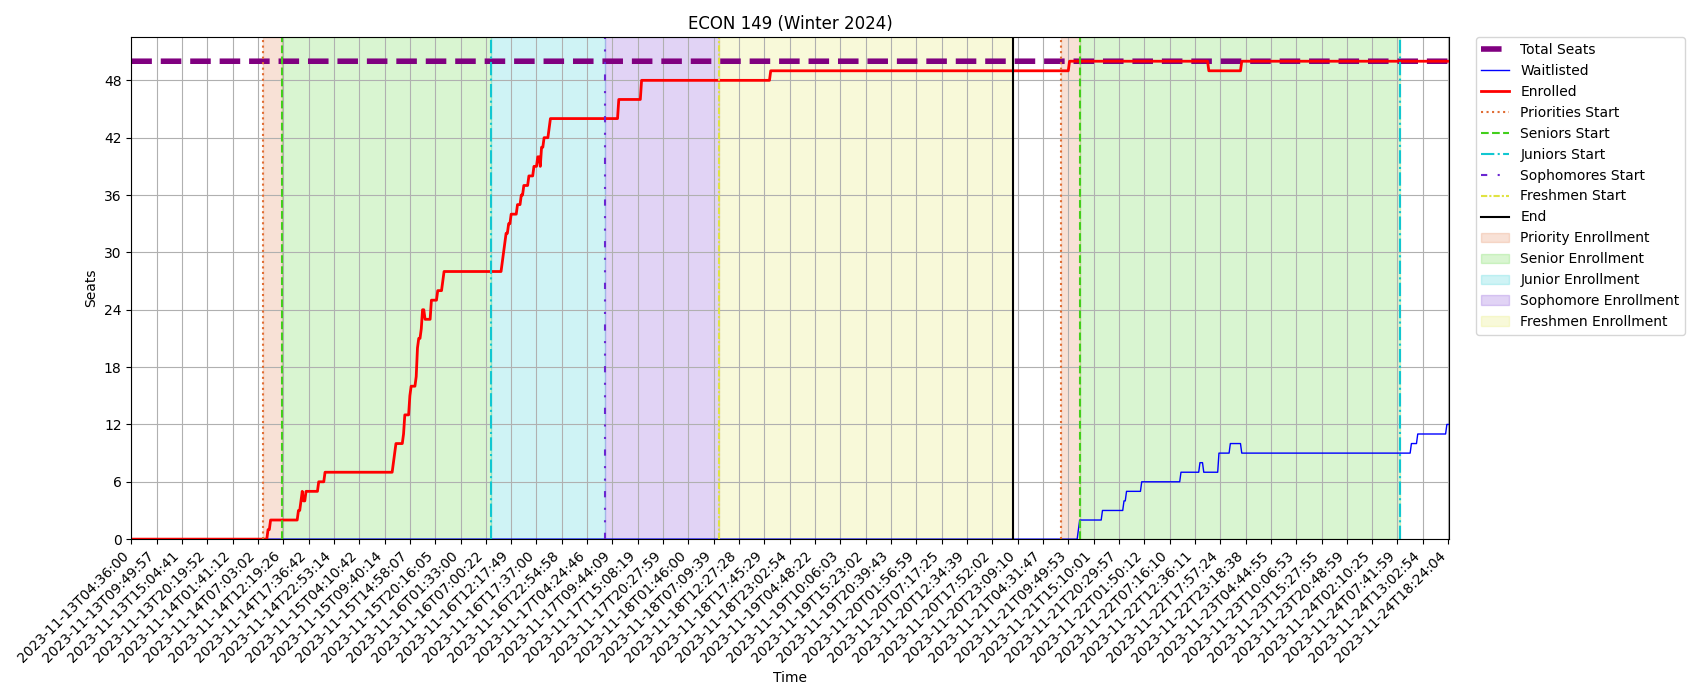 ECON 149 (Winter 2024)
Total Seats
Waitlisted
Enrolled
Priorities Start
Seniors Start
Juniors Start
Sophomores Start
Freshmen Start
End
Priority Enrollment
Senior Enrollment
Junior Enrollment
Sophomore Enrollment
Freshmen Enrollment
Seats
48
42
36
30
24
18
12
6
0
2023-11-13T04:36:00
2023-11-13T09:49:57
2023-11-13T15:04:41
2023-11-13T20:19:52
2023-11-14T01:41:12
2023-11-14T07:03:02
2023-11-14T12:19:26
2023-11-14T17:36:42
2023-11-14T22:53:14
2023-11-15T04:10:42
2023-11-15T09:40:14
2023-11-15T14:58:07
2023-11-15T20:16:05
2023-11-16T01:33:00
2023-11-16T07:00:22
2023-11-16T12:17:49
2023-11-16T17:37:00
2023-11-16T22:54:58
2023-11-17T04:24:46
2023-11-17T09:44:05
2023-11-17T15:08:19
2023-11-17T20:27:59
2023-11-18T01:46:00
2023-11-18T07:09:39
2023-11-18T12:27:28
2023-11-18T17:45:29
2023-11-18T23:02:54
2023-11-19T04:48:22
2023-11-19T10:06:03
2023-11-19T15:23:02
2023-11-19T20:39:43
2023-11-20T01:56:59
2023-11-20T07:17:25
2023-11-20T12:34:39
2023-11-20T17:52:02
2023-11-20T23:09:10
2023-11-21T04:31:47
2023-11-21T09:49:53
2023-11-21T15:10:01
2023-11-21T20:29:57
2023-11-22T01:50:12
2023-11-22T07:16:10
2023-11-22T12:36:11
2023-11-22T17:57:24
2023-11-22T23:18:38
2023-11-23T04:44:55
2023-11-23T10:06:53
2023-11-23T15:27:55
2023-11-23T20:48:59
2023-11-24T02:10:25
2023-11-24T07:41:59
2023-11-24T13:02:54
2023-11-24T18:24:04
Time